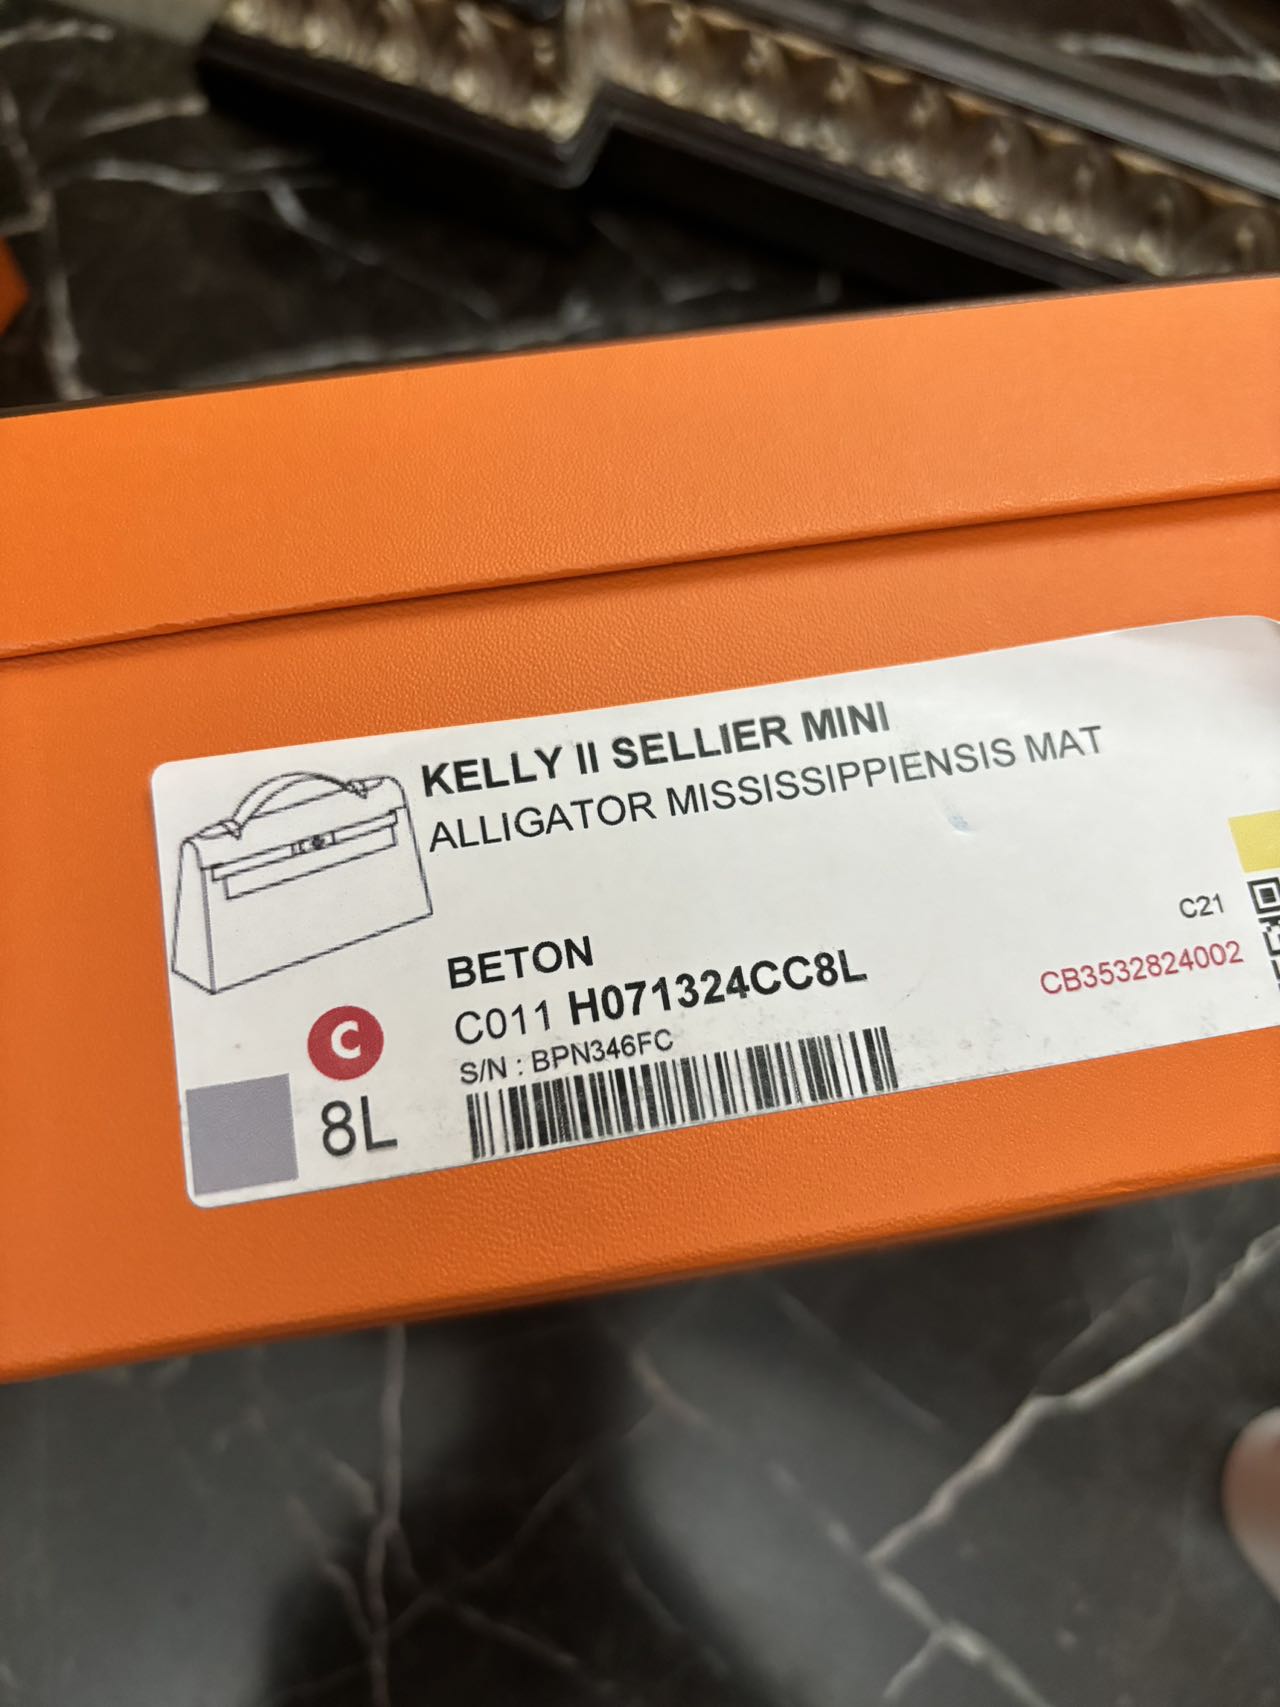 KELLY II SELLIER MINI
ALLIGATOR MISSISSIPPIENSIS MAT
BETON
C011 H071324CC8L
S/N : BPN346FC
C
8L
C21
CB3532824002